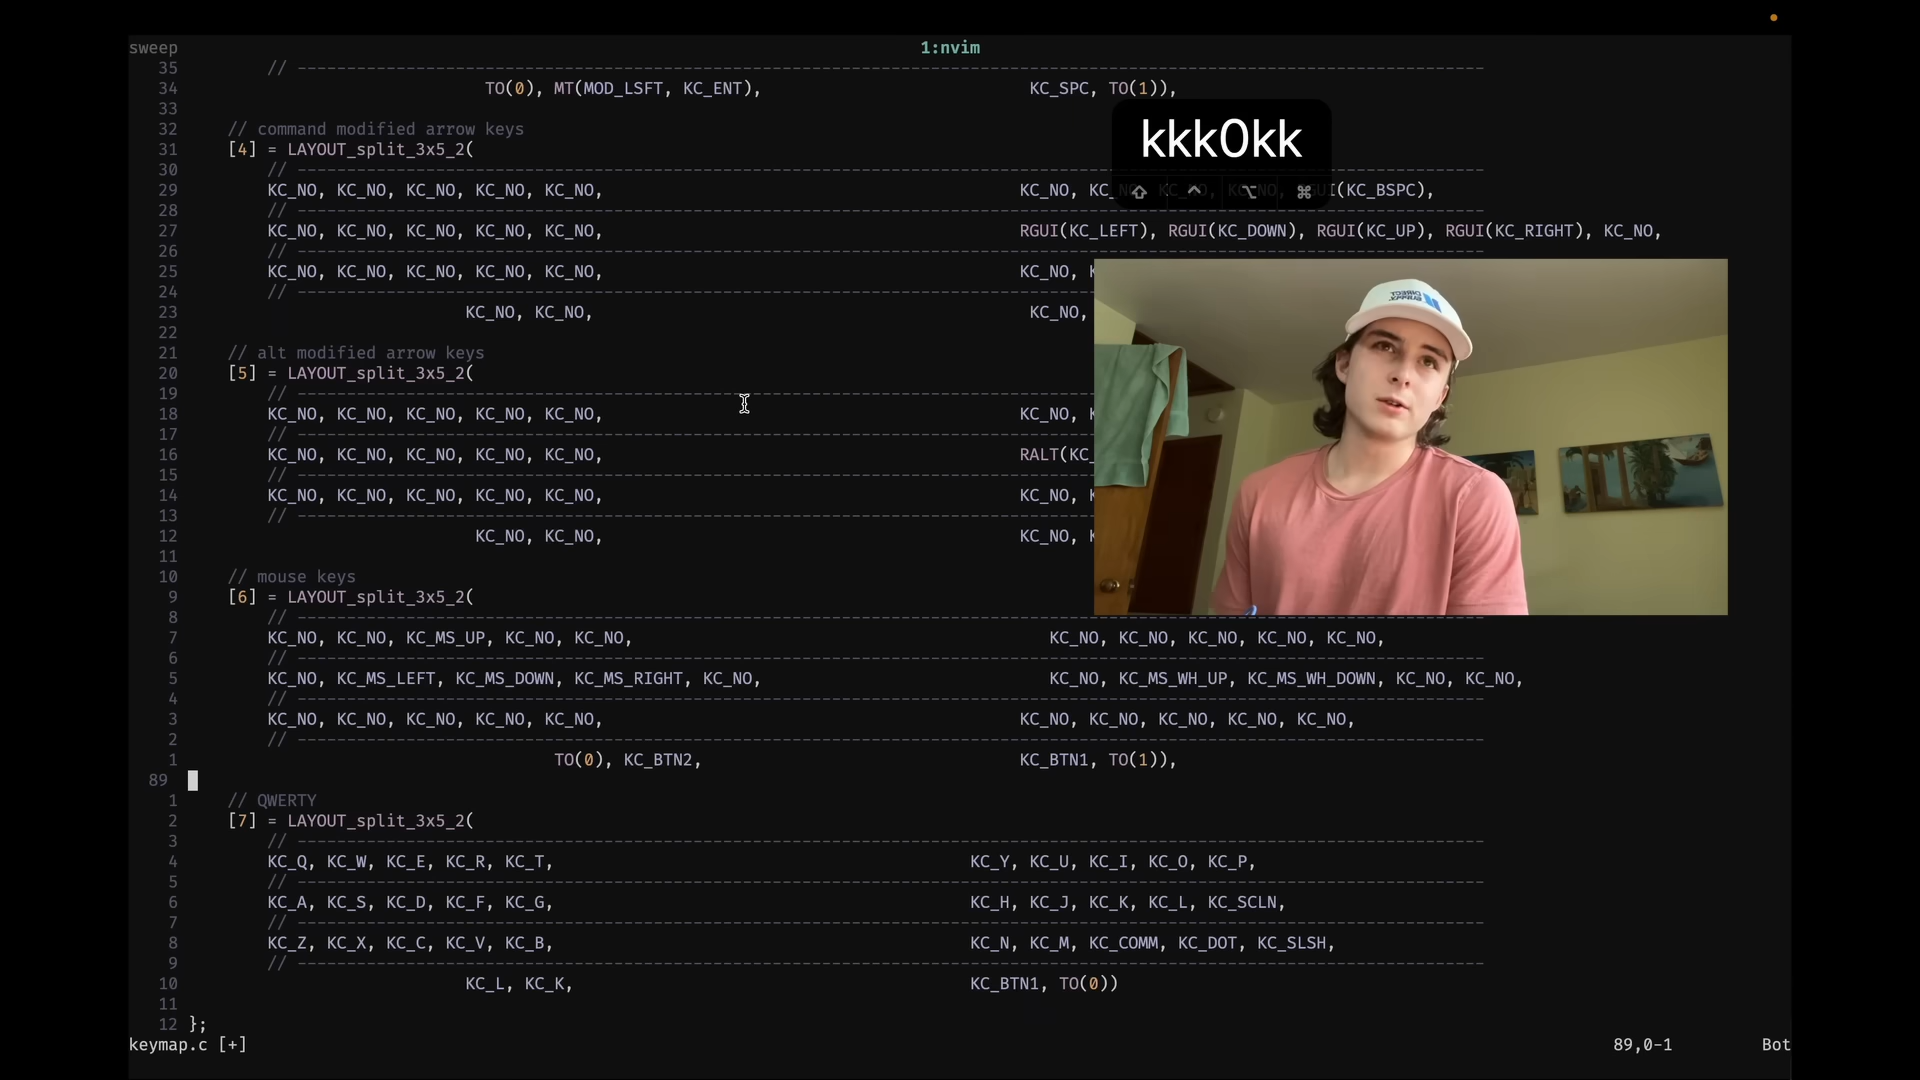 sweep 1:nvim
35 // ------------------------------------------------------------------------------------------------------------------------
34 TO(0), MT(MOD_LSFT, KC_ENT), KC_SPC, TO(1)),
33
kkk0kk
32 // command modified arrow keys
31 [4] = LAYOUT_split_3x5_2(
30 // ------------------------------------------------------------------------------------------------------------------------
29 KC_NO, KC_NO, KC_NO, KC_NO, KC_NO, KC_NO, KC_NO, KC_NO, KC_NO, RGUI(KC_BSPC),
⇧ ^ ⌥ ⌘
28 // ------------------------------------------------------------------------------------------------------------------------
27 KC_NO, KC_NO, KC_NO, KC_NO, KC_NO, RGUI(KC_LEFT), RGUI(KC_DOWN), RGUI(KC_UP), RGUI(KC_RIGHT), KC_NO,
26 // ------------------------------------------------------------------------------------------------------------------------
25 KC_NO, KC_NO, KC_NO, KC_NO, KC_NO, KC_NO,
24 // ------------------------------------------------------------------------------------
23 KC_NO, KC_NO, KC_NO,
22
21 // alt modified arrow keys
20 [5] = LAYOUT_split_3x5_2(
19 // ------------------------------------------------------------------------------------
18 KC_NO, KC_NO, KC_NO, KC_NO, KC_NO, KC_NO,
17 // ------------------------------------------------------------------------------------
16 KC_NO, KC_NO, KC_NO, KC_NO, KC_NO, RALT(KC_
15 // ------------------------------------------------------------------------------------
14 KC_NO, KC_NO, KC_NO, KC_NO, KC_NO, KC_NO,
13 // ------------------------------------------------------------------------------------
12 KC_NO, KC_NO, KC_NO,
11
10 // mouse keys
9 [6] = LAYOUT_split_3x5_2(
8 // ------------------------------------------------------------------------------------------------------------------------
7 KC_NO, KC_NO, KC_MS_UP, KC_NO, KC_NO, KC_NO, KC_NO, KC_NO, KC_NO, KC_NO,
6 // ------------------------------------------------------------------------------------------------------------------------
5 KC_NO, KC_MS_LEFT, KC_MS_DOWN, KC_MS_RIGHT, KC_NO, KC_NO, KC_MS_WH_UP, KC_MS_WH_DOWN, KC_NO, KC_NO,
4 // ------------------------------------------------------------------------------------------------------------------------
3 KC_NO, KC_NO, KC_NO, KC_NO, KC_NO, KC_NO, KC_NO, KC_NO, KC_NO, KC_NO,
2 // ------------------------------------------------------------------------------------------------------------------------
1 TO(0), KC_BTN2, KC_BTN1, TO(1)),
89
1 // QWERTY
2 [7] = LAYOUT_split_3x5_2(
3 // ------------------------------------------------------------------------------------------------------------------------
4 KC_Q, KC_W, KC_E, KC_R, KC_T, KC_Y, KC_U, KC_I, KC_O, KC_P,
5 // ------------------------------------------------------------------------------------------------------------------------
6 KC_A, KC_S, KC_D, KC_F, KC_G, KC_H, KC_J, KC_K, KC_L, KC_SCLN,
7 // ------------------------------------------------------------------------------------------------------------------------
8 KC_Z, KC_X, KC_C, KC_V, KC_B, KC_N, KC_M, KC_COMM, KC_DOT, KC_SLSH,
9 // ------------------------------------------------------------------------------------------------------------------------
10 KC_L, KC_K, KC_BTN1, TO(0))
11
12 };
keymap.c [+] 89,0-1 Bot
DIRECT
SUPPLY